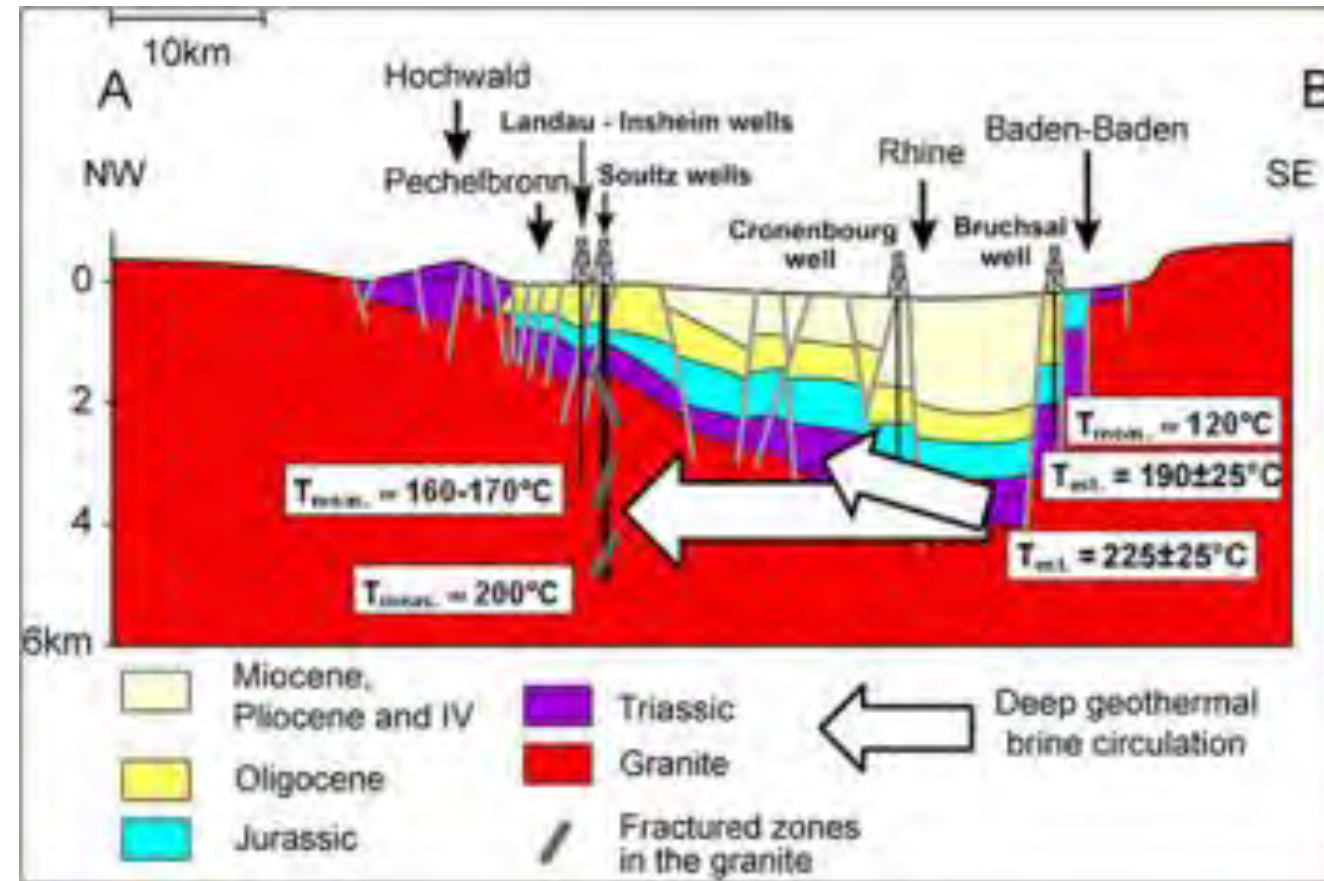 10km
A
B
Hochwald
Landau - Insheim wells
Baden-Baden
Rhine
NW
Pechelbronn
Soultz wells
SE
Cronenbourg
well
Bruchsal
well
0
2
T = 120°C
T = 190±25°C
T = 160-170°C
4
T = 225±25°C
T = 200°C
6km
Miocene,
Pliocene and IV
Oligocene
Jurassic
Triassic
Granite
Fractured zones
in the granite
Deep geothermal
brine circulation